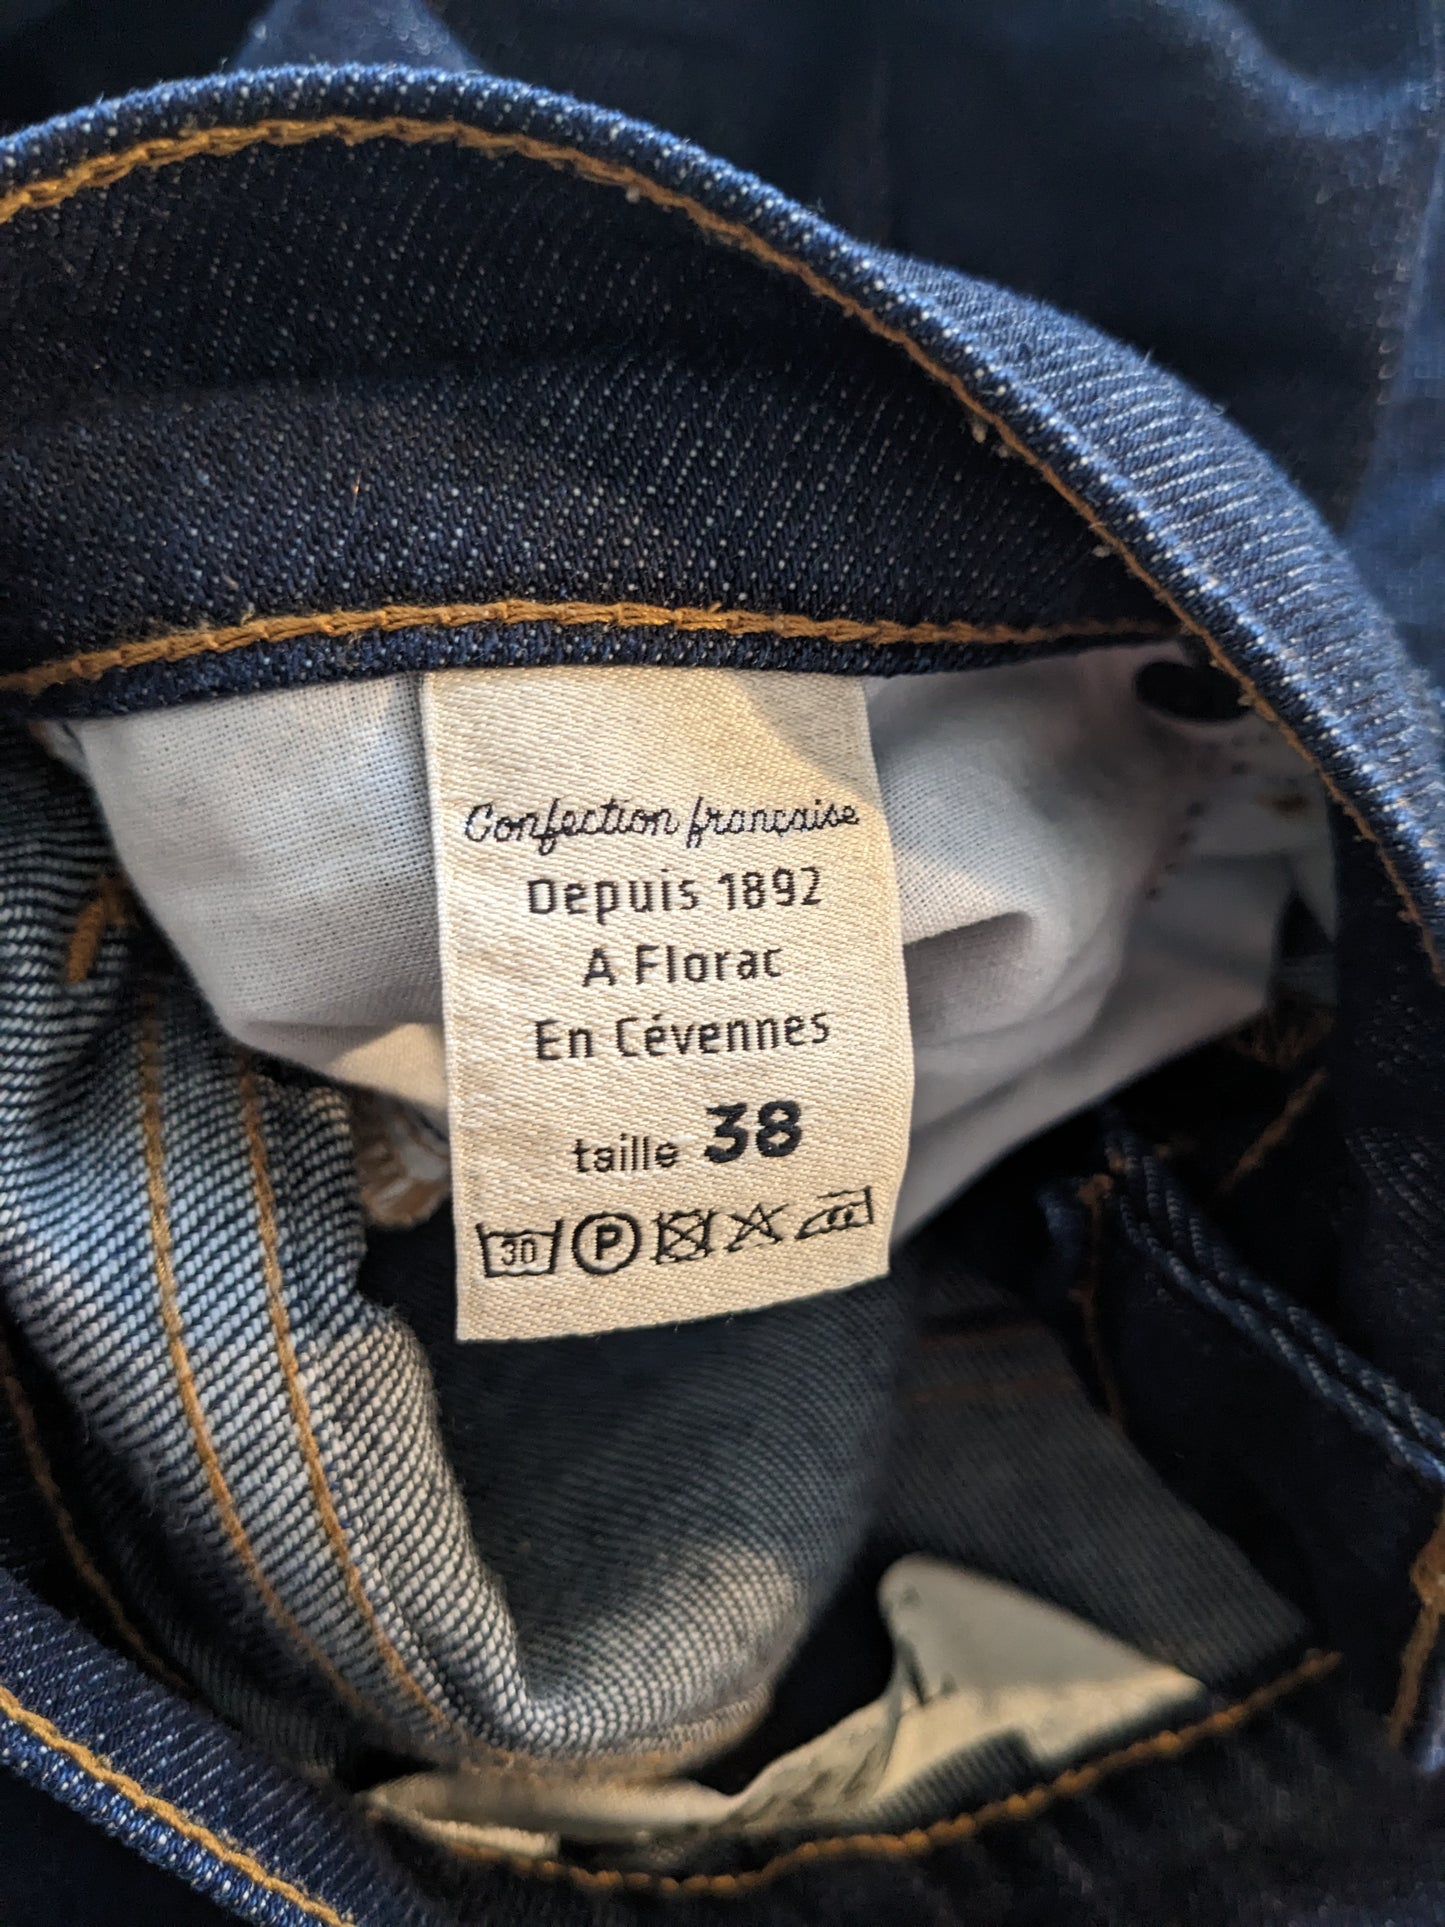 Confection française
Depuis 1892
A Florac
En Cévennes
taille 38
30 P